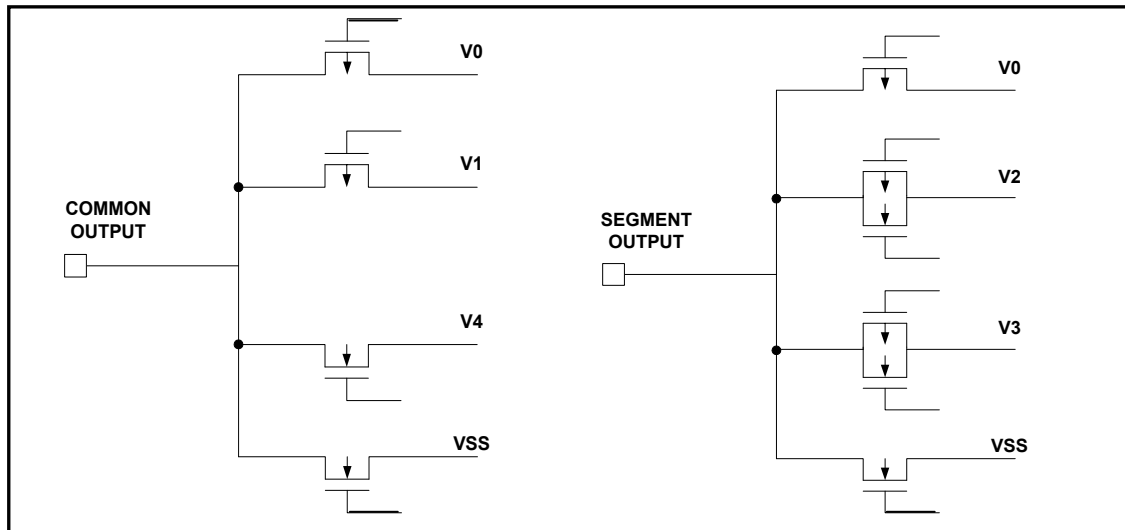 V0
V1
COMMON
OUTPUT
V4
VSS
V0
V2
SEGMENT
OUTPUT
V3
VSS